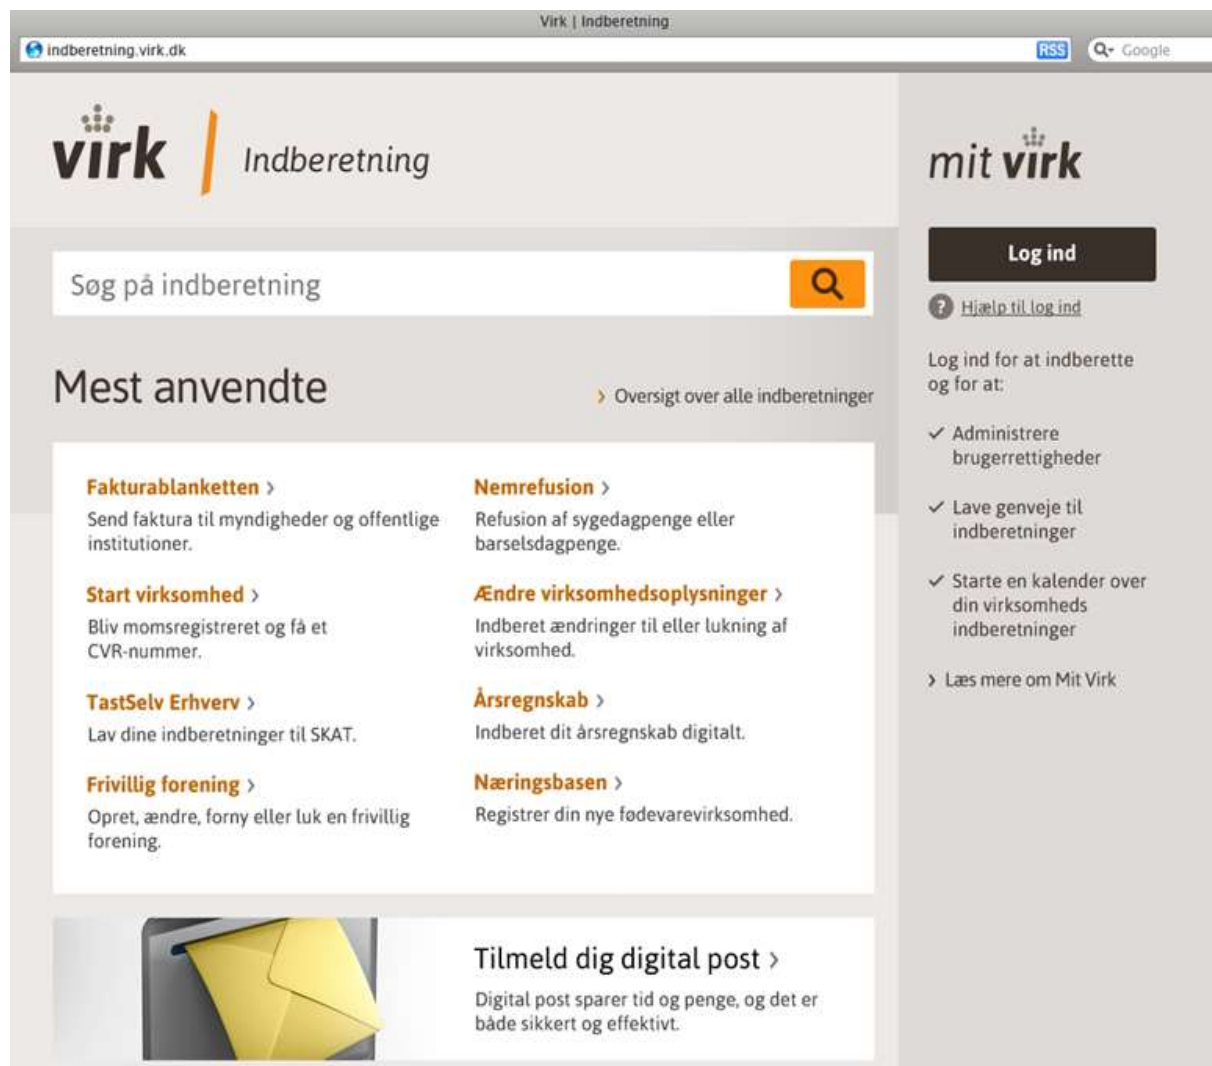 Virk | Indberetning
indberetning.virk.dk
RSS
Google
virk
Indberetning
Søg på indberetning
Mest anvendte
› Oversigt over alle indberetninger
Fakturablanketten ›
Send faktura til myndigheder og offentlige
institutioner.
Start virksomhed ›
Bliv momsregistreret og få et
CVR-nummer.
TastSelv Erhverv ›
Lav dine indberetninger til SKAT.
Frivillig forening ›
Opret, ændre, forny eller luk en frivillig
forening.
Nemrefusion ›
Refusion af sygedagpenge eller
barselsdagpenge.
Ændre virksomhedsoplysninger ›
Indberet ændringer til eller lukning af
virksomhed.
Årsregnskab ›
Indberet dit årsregnskab digitalt.
Næringsbasen ›
Registrer din nye fødevarevirksomhed.
Tilmeld dig digital post ›
Digital post sparer tid og penge, og det er
både sikkert og effektivt.
mit virk
Log ind
? Hjælp til log ind
Log ind for at indberette
og for at:
✓ Administrere
brugerrettigheder
✓ Lave genveje til
indberetninger
✓ Starte en kalender over
din virksomheds
indberetninger
› Læs mere om Mit Virk